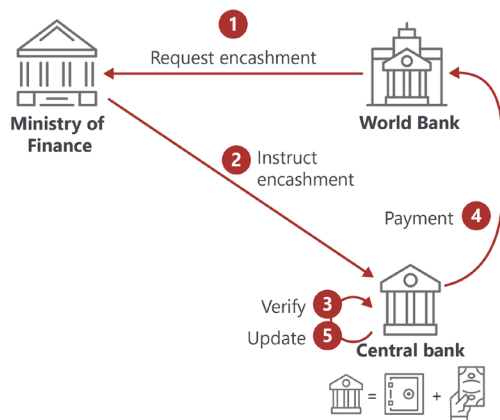 1
Request encashment
Ministry of
Finance
World Bank
2 Instruct
encashment
Payment 4
Verify 3
Update 5
Central bank
= +